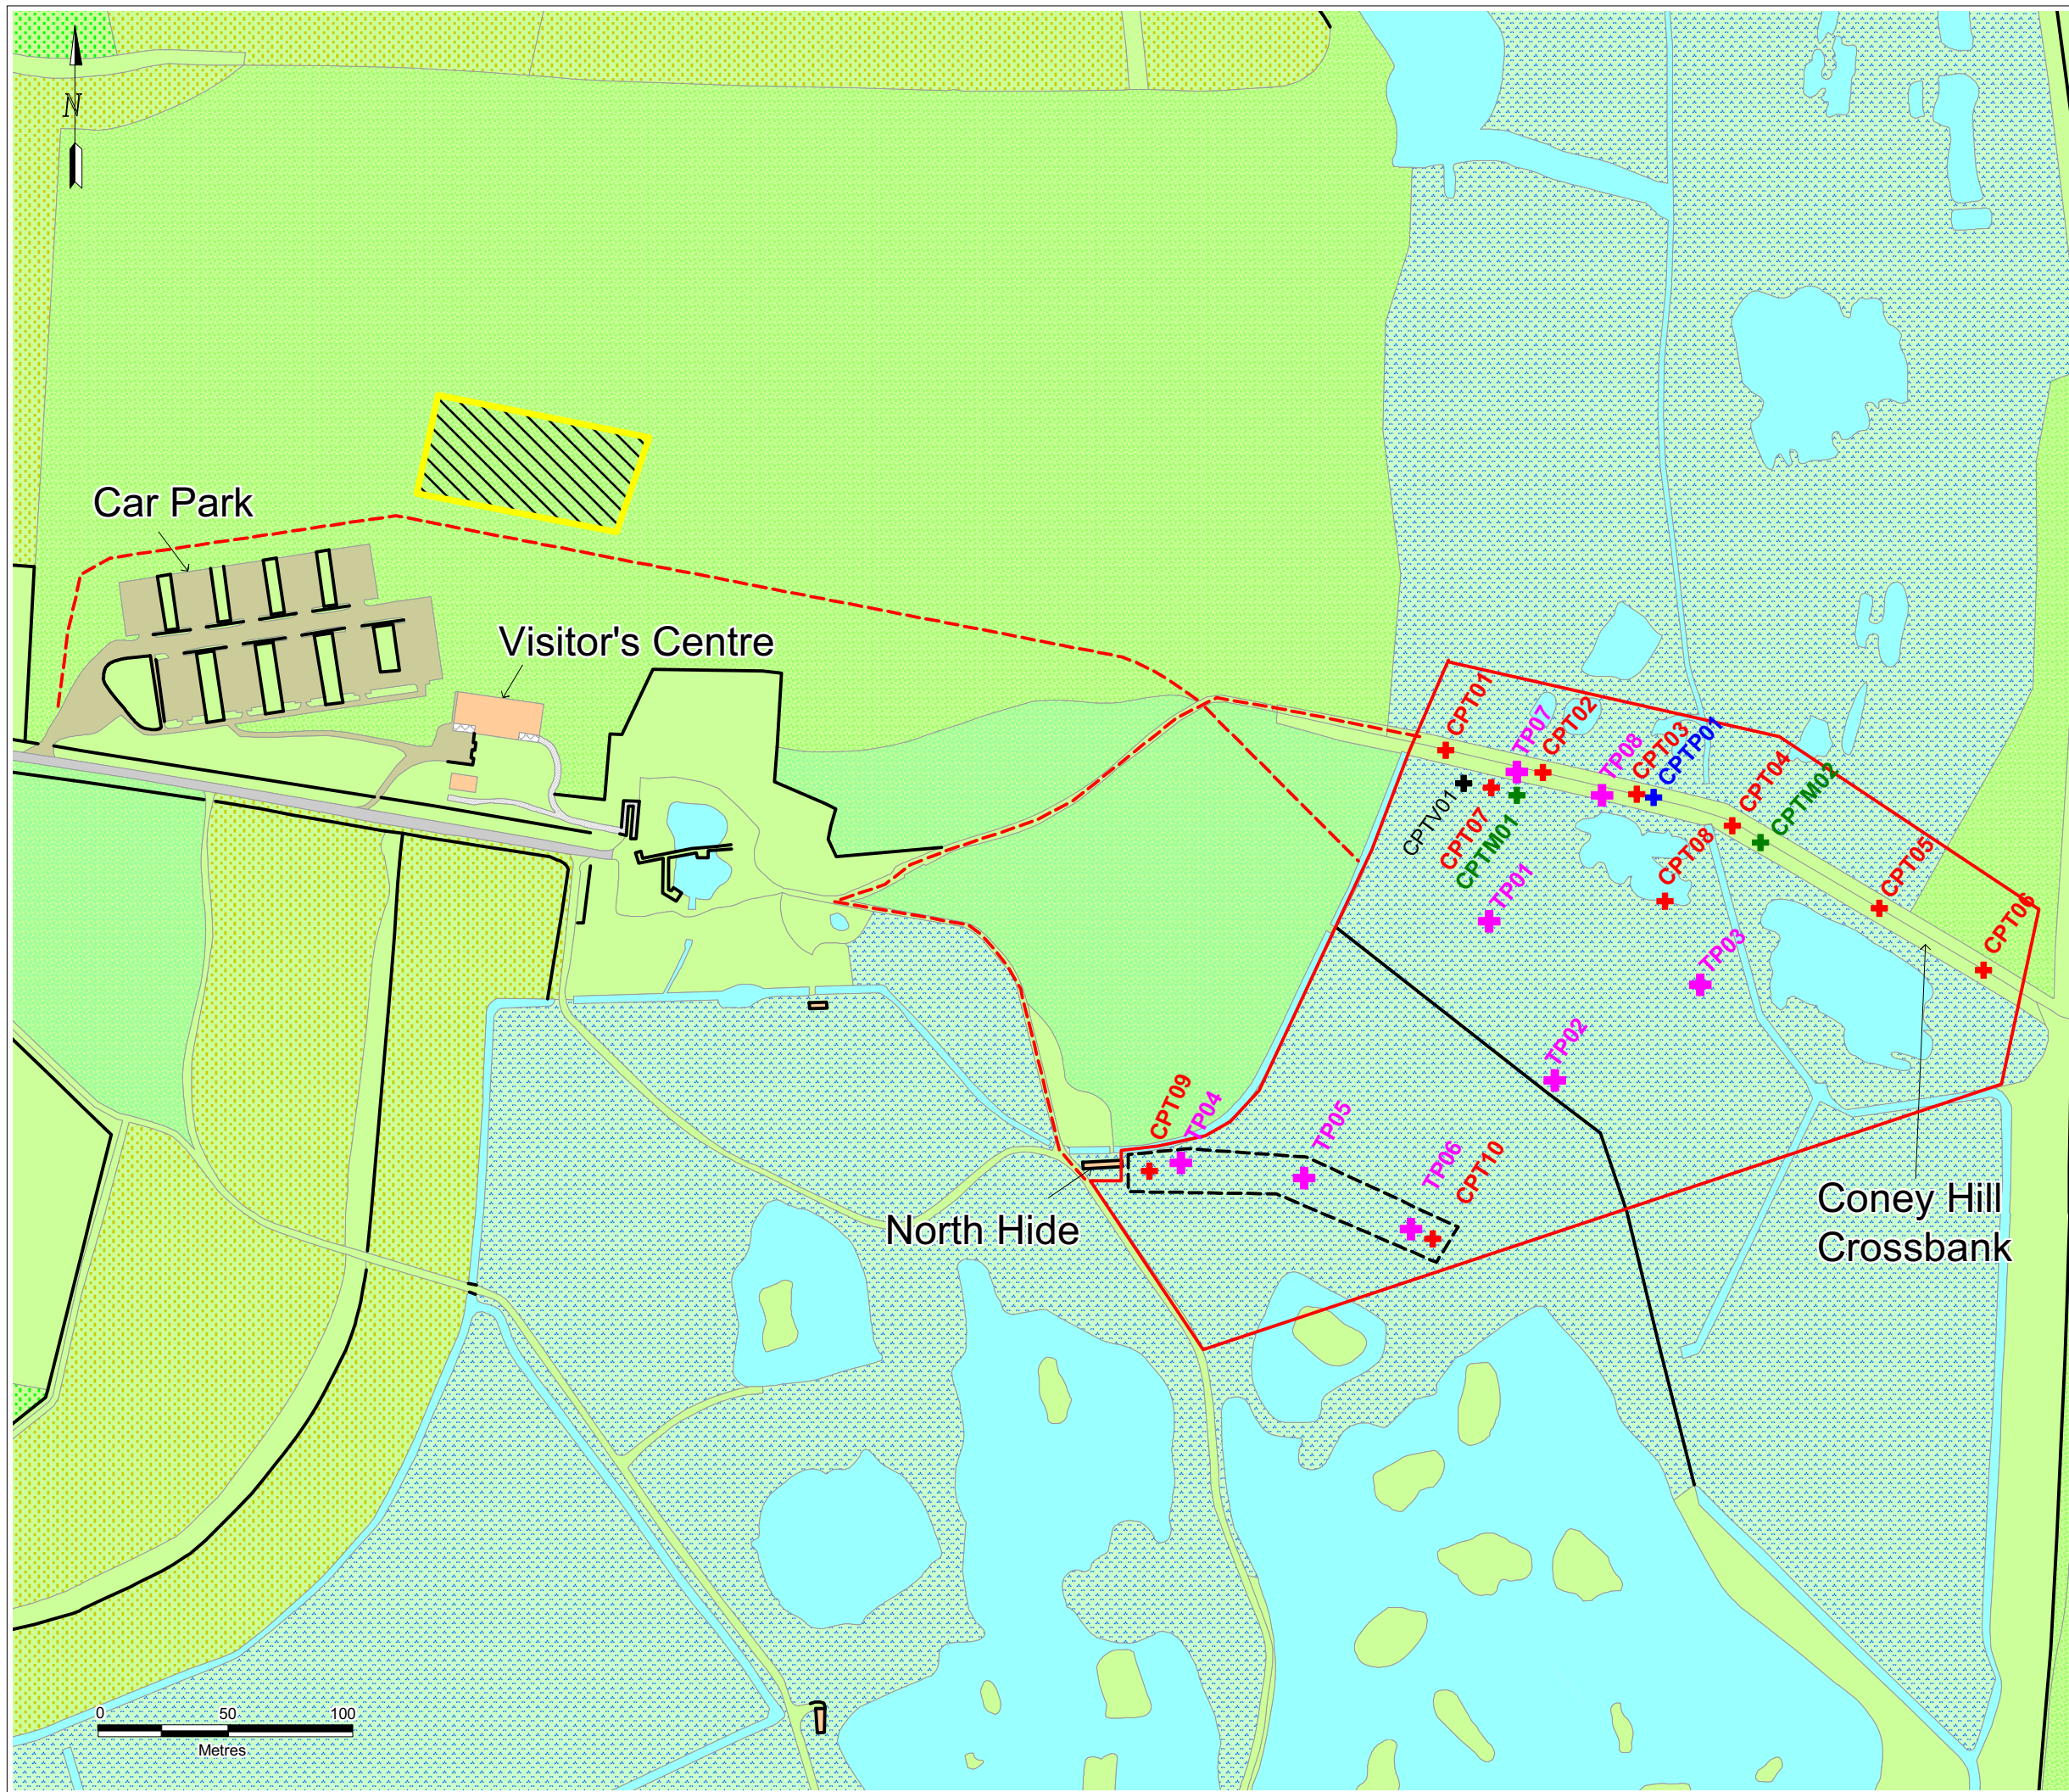 N
Car Park
Visitor's Centre
CPT01
TP07
CPT02
TP08
CPT03
CPTP01
CPT04
CPTM02
CPTV01
CPT07
CPTM01
TP01
CPT08
CPT05
CPT06
TP03
TP02
CPT09
TP04
TP05
TP06
CPT10
North Hide
Coney Hill
Crossbank
0 50 100
Metres